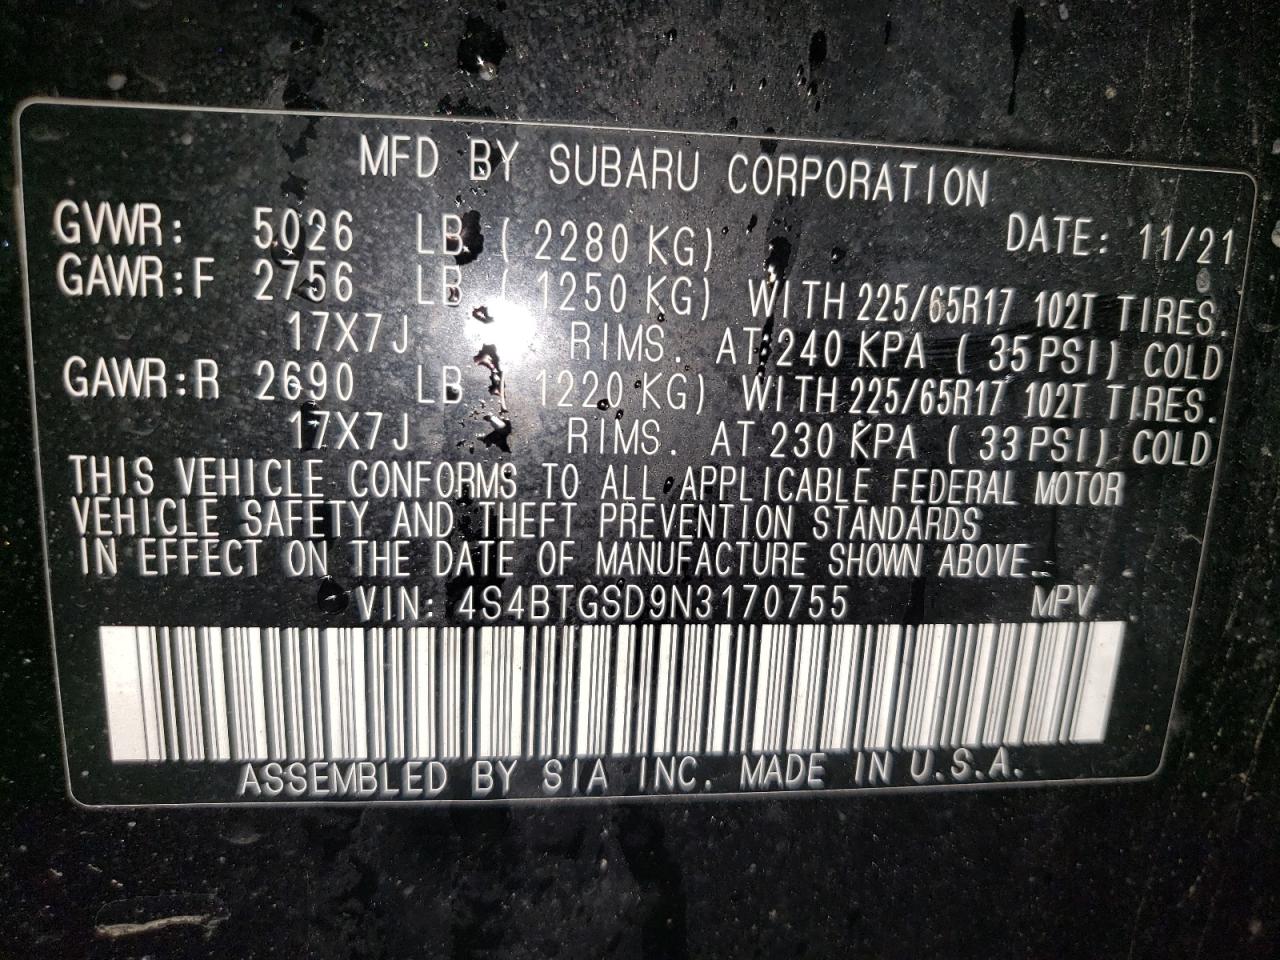 MFD BY SUBARU CORPORATION
GVWR: 5026 LB ( 2280 KG) DATE: 11/21
GAWR:F 2756 LB ( 1250 KG) WITH 225/65R17 102T TIRES.
17X7J RIMS. AT 240 KPA ( 35 PSI) COLD
GAWR:R 2690 LB ( 1220 KG) WITH 225/65R17 102T TIRES.
17X7J RIMS. AT 230 KPA ( 33 PSI) COLD
THIS VEHICLE CONFORMS TO ALL APPLICABLE FEDERAL MOTOR
VEHICLE SAFETY AND THEFT PREVENTION STANDARDS
IN EFFECT ON THE DATE OF MANUFACTURE SHOWN ABOVE.
VIN: 4S4BTGSD9N3170755 MPV
ASSEMBLED BY SIA INC. MADE IN U.S.A.